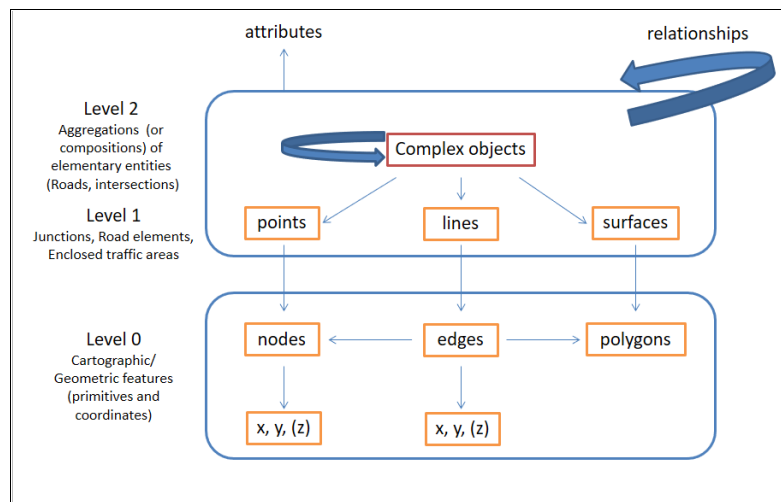 attributes
relationships
Level 2
Aggregations (or
compositions) of
elementary entities
(Roads, intersections)
Complex objects
Level 1
Junctions, Road elements,
Enclosed traffic areas
points
lines
surfaces
Level 0
Cartographic/
Geometric features
(primitives and
coordinates)
nodes
edges
polygons
x, y, (z)
x, y, (z)